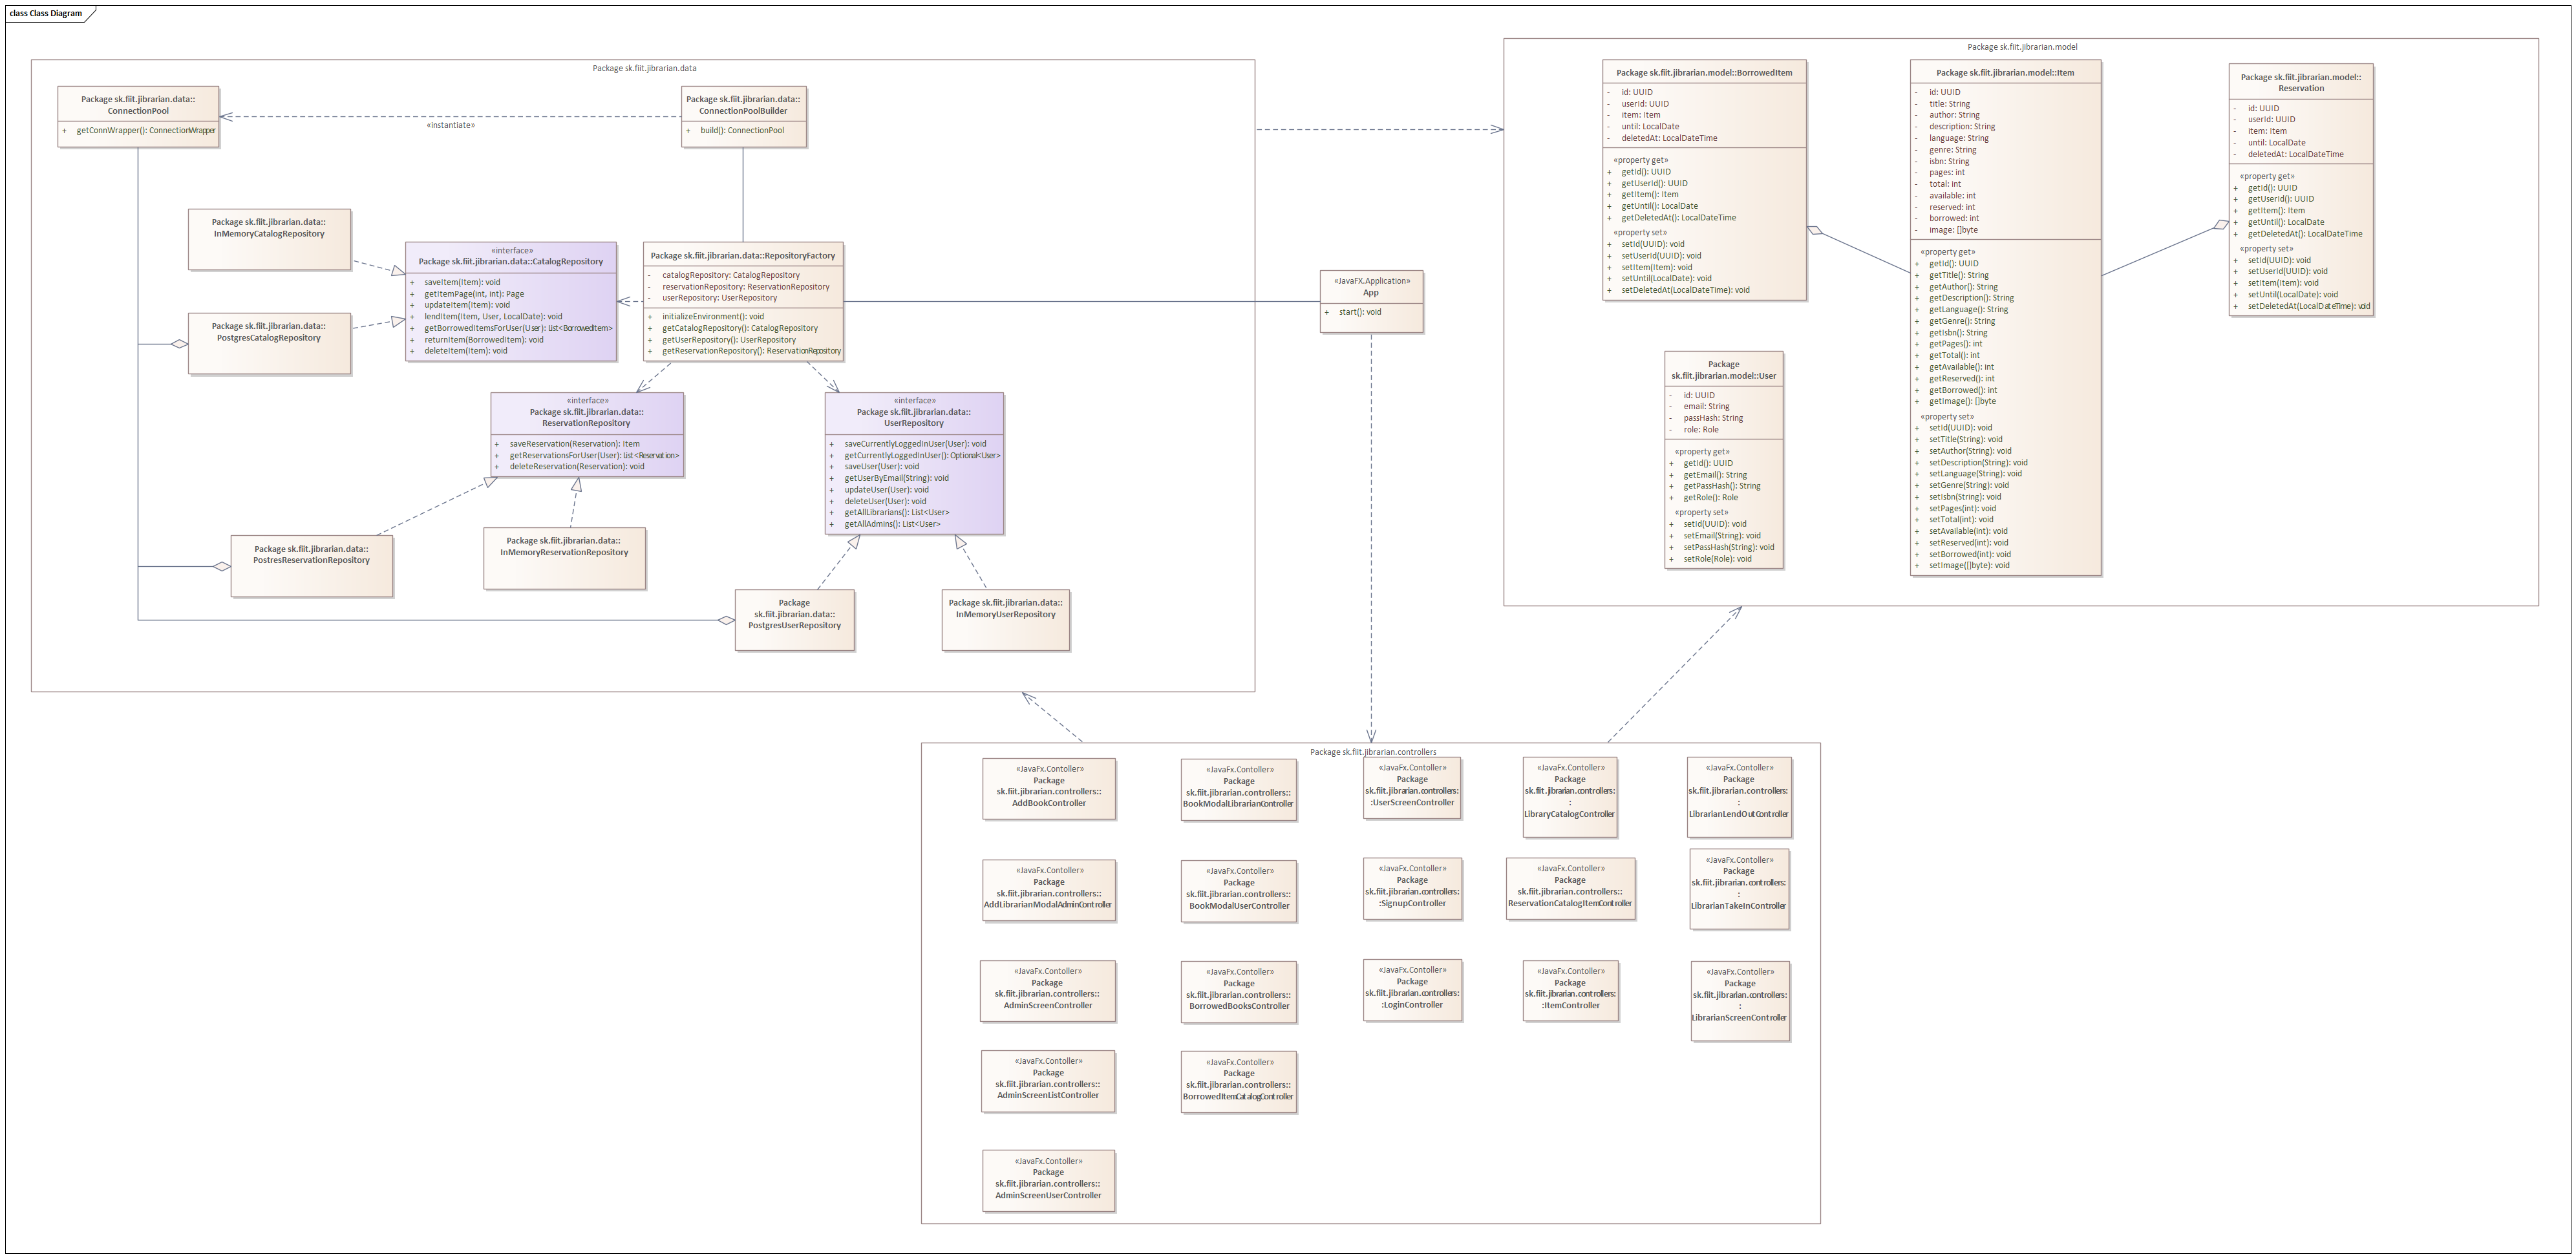 class Class Diagram
Package sk.fiit.jibrarian.data
Package sk.fiit.jibrarian.data::
ConnectionPool
+ getConnWrapper(): ConnectionWrapper
«instantiate»
Package sk.fiit.jibrarian.data::
ConnectionPoolBuilder
+ build(): ConnectionPool
Package sk.fiit.jibrarian.data::
InMemoryCatalogRepository
Package sk.fiit.jibrarian.data::
PostgresCatalogRepository
«interface»
Package sk.fiit.jibrarian.data::CatalogRepository
+ saveItem(Item): void
+ getItemPage(int, int): Page
+ updateItem(Item): void
+ lendItem(Item, User, LocalDate): void
+ getBorrowedItemsForUser(User): List<BorrowedItem>
+ returnItem(BorrowedItem): void
+ deleteItem(Item): void
Package sk.fiit.jibrarian.data::RepositoryFactory
- catalogRepository: CatalogRepository
- reservationRepository: ReservationRepository
- userRepository: UserRepository
+ initializeEnvironment(): void
+ getCatalogRepository(): CatalogRepository
+ getUserRepository(): UserRepository
+ getReservationRepository(): ReservationRepository
«interface»
Package sk.fiit.jibrarian.data::
ReservationRepository
+ saveReservation(Reservation): Item
+ getReservationsForUser(User): List<Reservation>
+ deleteReservation(Reservation): void
«interface»
Package sk.fiit.jibrarian.data::
UserRepository
+ saveCurrentlyLoggedInUser(User): void
+ getCurrentlyLoggedInUser(): Optional<User>
+ saveUser(User): void
+ getUserByEmail(String): void
+ updateUser(User): void
+ deleteUser(User): void
+ getAllLibrarians(): List<User>
+ getAllAdmins(): List<User>
Package sk.fiit.jibrarian.data::
PostresReservationRepository
Package sk.fiit.jibrarian.data::
InMemoryReservationRepository
Package
sk.fiit.jibrarian.data::
PostgresUserRepository
Package sk.fiit.jibrarian.data::
InMemoryUserRepository
«JavaFX.Application»
App
+ start(): void
Package sk.fiit.jibrarian.model
Package sk.fiit.jibrarian.model::BorrowedItem
- id: UUID
- userId: UUID
- item: Item
- until: LocalDate
- deletedAt: LocalDateTime
«property get»
+ getId(): UUID
+ getUserId(): UUID
+ getItem(): Item
+ getUntil(): LocalDate
+ getDeletedAt(): LocalDateTime
«property set»
+ setId(UUID): void
+ setUserId(UUID): void
+ setItem(Item): void
+ setUntil(LocalDate): void
+ setDeletedAt(LocalDateTime): void
Package sk.fiit.jibrarian.model::Item
- id: UUID
- title: String
- author: String
- description: String
- language: String
- genre: String
- isbn: String
- pages: int
- total: int
- available: int
- reserved: int
- borrowed: int
- image: []byte
«property get»
+ getId(): UUID
+ getTitle(): String
+ getAuthor(): String
+ getDescription(): String
+ getLanguage(): String
+ getGenre(): String
+ getIsbn(): String
+ getPages(): int
+ getTotal(): int
+ getAvailable(): int
+ getReserved(): int
+ getBorrowed(): int
+ getImage(): []byte
«property set»
+ setId(UUID): void
+ setTitle(String): void
+ setAuthor(String): void
+ setDescription(String): void
+ setLanguage(String): void
+ setGenre(String): void
+ setIsbn(String): void
+ setPages(int): void
+ setTotal(int): void
+ setAvailable(int): void
+ setReserved(int): void
+ setBorrowed(int): void
+ setImage([]byte): void
Package sk.fiit.jibrarian.model::
Reservation
- id: UUID
- userId: UUID
- item: Item
- until: LocalDate
- deletedAt: LocalDateTime
«property get»
+ getId(): UUID
+ getUserId(): UUID
+ getItem(): Item
+ getUntil(): LocalDate
+ getDeletedAt(): LocalDateTime
«property set»
+ setId(UUID): void
+ setUserId(UUID): void
+ setItem(Item): void
+ setUntil(LocalDate): void
+ setDeletedAt(LocalDateTime): void
Package
sk.fiit.jibrarian.model::User
- id: UUID
- email: String
- passHash: String
- role: Role
«property get»
+ getId(): UUID
+ getEmail(): String
+ getPassHash(): String
+ getRole(): Role
«property set»
+ setId(UUID): void
+ setEmail(String): void
+ setPassHash(String): void
+ setRole(Role): void
Package sk.fiit.jibrarian.controllers
«JavaFx.Contoller»
Package
sk.fiit.jibrarian.controllers::
AddBookController
«JavaFx.Contoller»
Package
sk.fiit.jibrarian.controllers::
BookModalLibrarianController
«JavaFx.Contoller»
Package
sk.fiit.jibrarian.controllers:
:UserScreenController
«JavaFx.Contoller»
Package
sk.fiit.jibrarian.controllers:
:
LibraryCatalogController
«JavaFx.Contoller»
Package
sk.fiit.jibrarian.controllers:
:
LibrarianLendOutController
«JavaFx.Contoller»
Package
sk.fiit.jibrarian.controllers::
AddLibrarianModalAdminController
«JavaFx.Contoller»
Package
sk.fiit.jibrarian.controllers::
BookModalUserController
«JavaFx.Contoller»
Package
sk.fiit.jibrarian.controllers:
:SignupController
«JavaFx.Contoller»
Package
sk.fiit.jibrarian.controllers::
ReservationCatalogItemController
«JavaFx.Contoller»
Package
sk.fiit.jibrarian.controllers:
:
LibrarianTakeInController
«JavaFx.Contoller»
Package
sk.fiit.jibrarian.controllers::
AdminScreenController
«JavaFx.Contoller»
Package
sk.fiit.jibrarian.controllers::
BorrowedBooksController
«JavaFx.Contoller»
Package
sk.fiit.jibrarian.controllers:
:LoginController
«JavaFx.Contoller»
Package
sk.fiit.jibrarian.controllers:
:ItemController
«JavaFx.Contoller»
Package
sk.fiit.jibrarian.controllers:
:
LibrarianScreenController
«JavaFx.Contoller»
Package
sk.fiit.jibrarian.controllers::
AdminScreenListController
«JavaFx.Contoller»
Package
sk.fiit.jibrarian.controllers::
BorrowedItemCatalogController
«JavaFx.Contoller»
Package
sk.fiit.jibrarian.controllers::
AdminScreenUserController